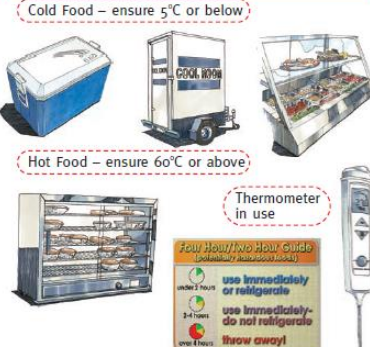 Cold Food – ensure 5°C or below
COOL ROOM
Hot Food – ensure 60°C or above
Thermometer
in use
Four Hour/Two Hour Guide
(potentially hazardous foods)
under 2 hours
use immediately
or refrigerate
2-4 hours
use immediately-
do not refrigerate
over 4 hours
throw away!